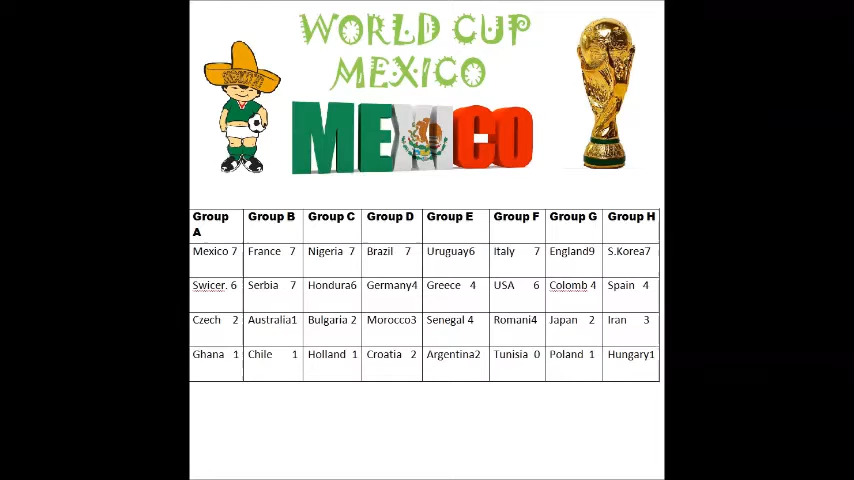 WORLD CUP
MEXICO
MEXICO
Group A Group B Group C Group D Group E Group F Group G Group H
Mexico 7 France 7 Nigeria 7 Brazil 7 Uruguay6 Italy 7 England9 S.Korea7
Swicer. 6 Serbia 7 Hondura6 Germany4 Greece 4 USA 6 Colomb 4 Spain 4
Czech 2 Australia1 Bulgaria 2 Morocco3 Senegal 4 Romani4 Japan 2 Iran 3
Ghana 1 Chile 1 Holland 1 Croatia 2 Argentina2 Tunisia 0 Poland 1 Hungary1